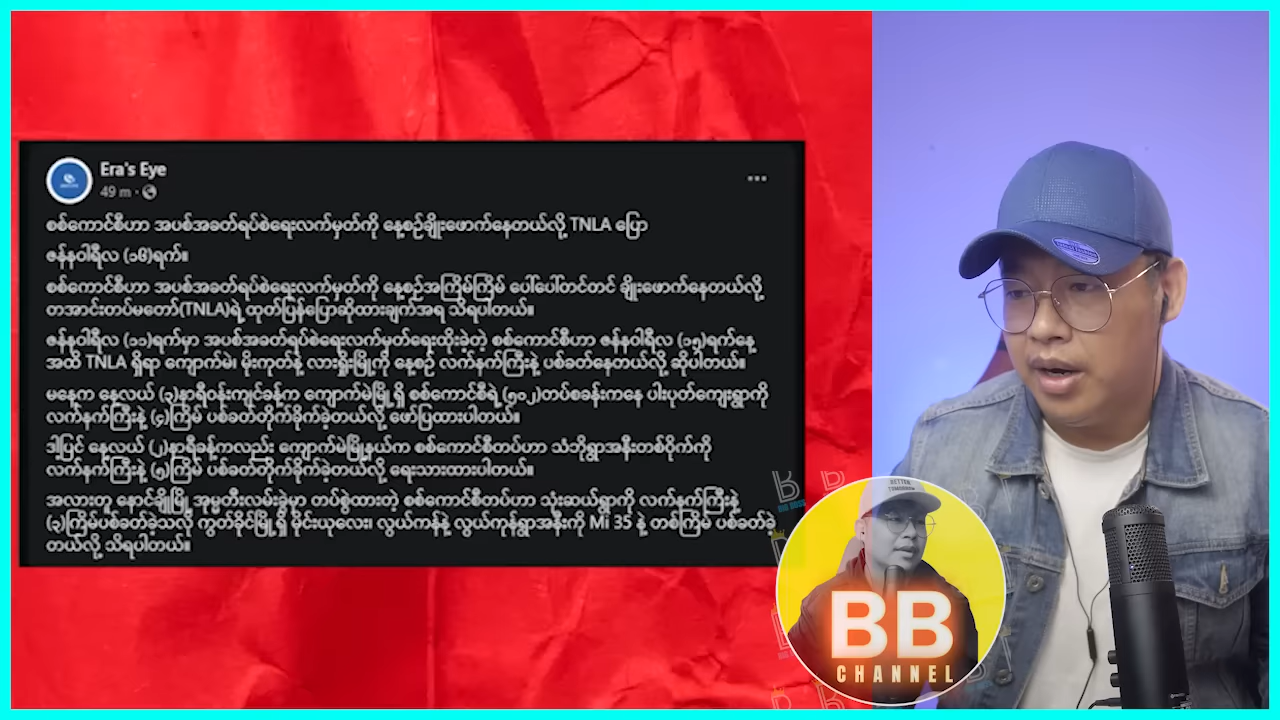 Era's Eye
49 m
စစ်ကောင်စီဟာ အပစ်အခတ်ရပ်စဲရေးလက်မှတ်ကို နေ့စဉ်ချိုးဖောက်နေတယ်လို့ TNLA ပြော
ဇန်နဝါရီလ (၁၆)ရက်။
စစ်ကောင်စီဟာ အပစ်အခတ်ရပ်စဲရေးလက်မှတ်ကို နေ့စဉ်အကြိမ်ကြိမ် ပေါ်ပေါ်တင်တင် ချိုးဖောက်နေတယ်လို့
တအာင်းတပ်မတော်(TNLA)ရဲ့ထုတ်ပြန်ပြောဆိုထားချက်အရ သိရပါတယ်။
ဇန်နဝါရီလ (၁၁)ရက်မှာ အပစ်အခတ်ရပ်စဲရေးလက်မှတ်ရေးထိုးခဲ့တဲ့ စစ်ကောင်စီဟာ ဇန်နဝါရီလ (၁၅)ရက်နေ့
အထိ TNLA ရှိရာ ကျောက်မဲ၊ မိုးကုတ်နဲ့ လားရှိုးမြို့ကို နေ့စဉ် လက်နက်ကြီးနဲ့ ပစ်ခတ်နေတယ်လို့ ဆိုပါတယ်။
မနေ့က နေ့လယ် (၃)နာရီဝန်းကျင်ခန့်က ကျောက်မဲမြို့ရှိ စစ်ကောင်စီရဲ့(၅၀၂)တပ်စခန်းကနေ ပါးပုတ်ကျေးရွာကို
လက်နက်ကြီးနဲ့ (၄)ကြိမ် ပစ်ခတ်တိုက်ခိုက်ခဲ့တယ်လို့ ဖော်ပြထားပါတယ်။
ဒါ့ပြင် နေ့လယ် (၂)နာရီခန့်ကလည်း ကျောက်မဲမြို့နယ်က စစ်ကောင်စီတပ်ဟာ သံဘိုရွာအနီးတစ်ဝိုက်ကို
လက်နက်ကြီးနဲ့ (၅)ကြိမ် ပစ်ခတ်တိုက်ခိုက်ခဲ့တယ်လို့ ရေးသားထားပါတယ်။
အလားတူ နောင်ချိုမြို့ အုမ္မတီးလမ်းခွဲမှာ တပ်စွဲထားတဲ့ စစ်ကောင်စီတပ်ဟာ သုံးဆယ်ရွာကို လက်နက်ကြီးနဲ့
(၃)ကြိမ်ပစ်ခတ်ခဲ့သလို ကွတ်ခိုင်မြို့ရှိ မိုင်းယုလေး၊ လွယ်ကန်နဲ့ လွယ်ကုန်ရွာအနီးကို Mi 35 နဲ့ တစ်ကြိမ် ပစ်ခတ်ခဲ့
တယ်လို့ သိရပါတယ်။
BETTER
TOMORROW
BB
CHANNEL